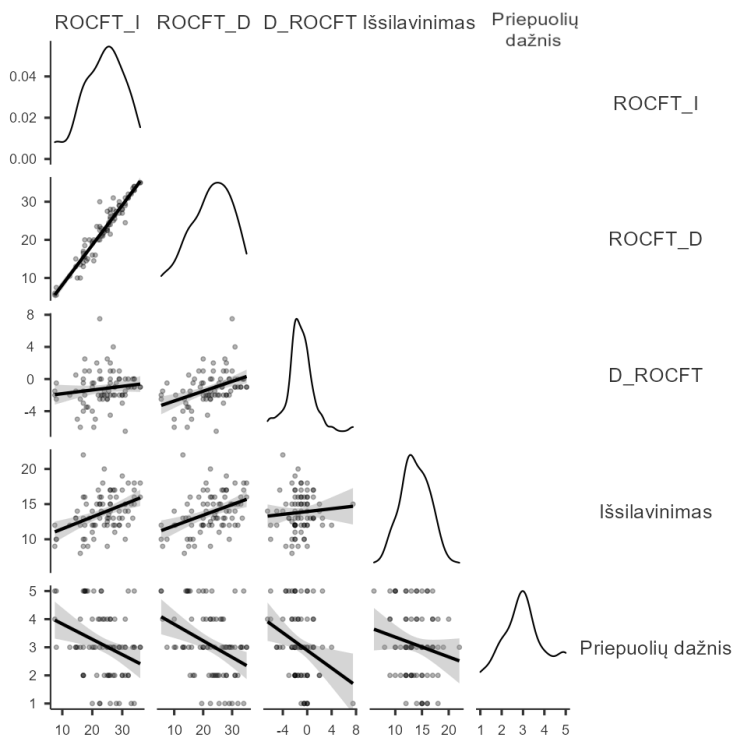 ROCFT_I ROCFT_D D_ROCFT Išsilavinimas Priepuolių
dažnis
0.04
0.02
0.00
ROCFT_I
30
20
10
ROCFT_D
8
4
0
-4
D_ROCFT
20
15
10
Išsilavinimas
5
4
3
2
1
Priepuolių dažnis
10 20 30 10 20 30 -4 0 4 8 10 15 20 1 2 3 4 5